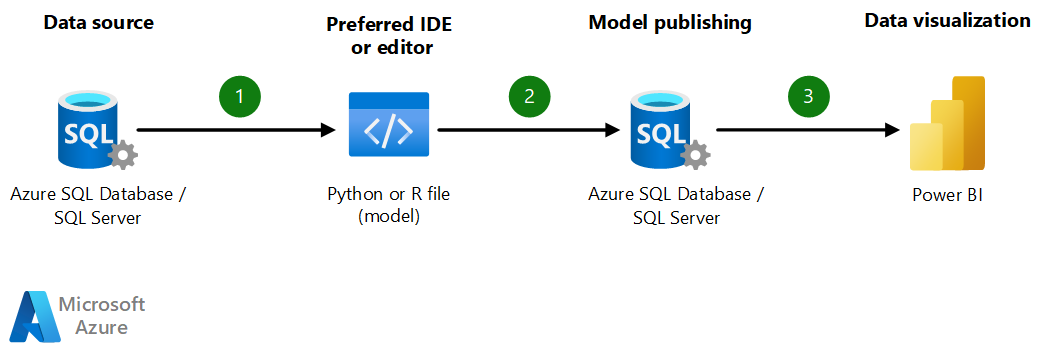 Data source
Preferred IDE
or editor
Model publishing
Data visualization
1
2
3
SQL
SQL
Azure SQL Database /
SQL Server
Python or R file
(model)
Azure SQL Database /
SQL Server
Power BI
Microsoft
Azure